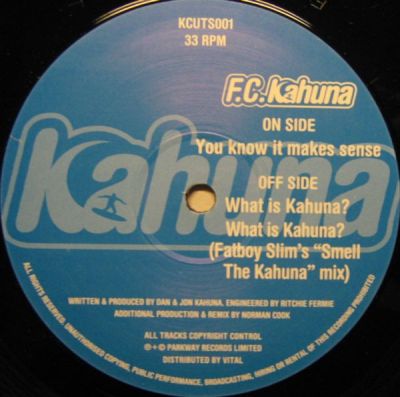 KCUTS001
33 RPM
F.C. Kahuna
Kahuna
ON SIDE
You know it makes sense
OFF SIDE
What is Kahuna?
What is Kahuna?
(Fatboy Slim's "Smell
The Kahuna" mix)
WRITTEN & PRODUCED BY DAN & JON KAHUNA. ENGINEERED BY RITCHIE FERMIE
ADDITIONAL PRODUCTION & REMIX BY NORMAN COOK
ALL TRACKS COPYRIGHT CONTROL
℗ + © PARKWAY RECORDS LIMITED
DISTRIBUTED BY VITAL
ALL RIGHTS RESERVED. UNAUTHORISED COPYING, PUBLIC PERFORMANCE, BROADCASTING, HIRING OR RENTAL OF THIS RECORDING PROHIBITED